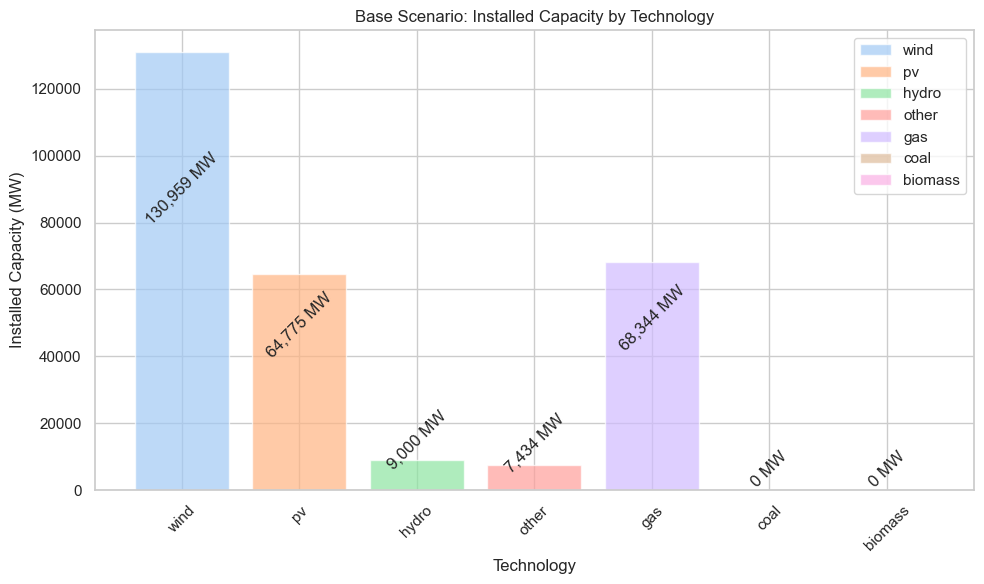 Base Scenario: Installed Capacity by Technology
Installed Capacity (MW)
120000
100000
80000
60000
40000
20000
0
130,959 MW
64,775 MW
9,000 MW
7,434 MW
68,344 MW
0 MW
0 MW
wind
pv
hydro
other
gas
coal
biomass
wind
pv
hydro
other
gas
coal
biomass
Technology